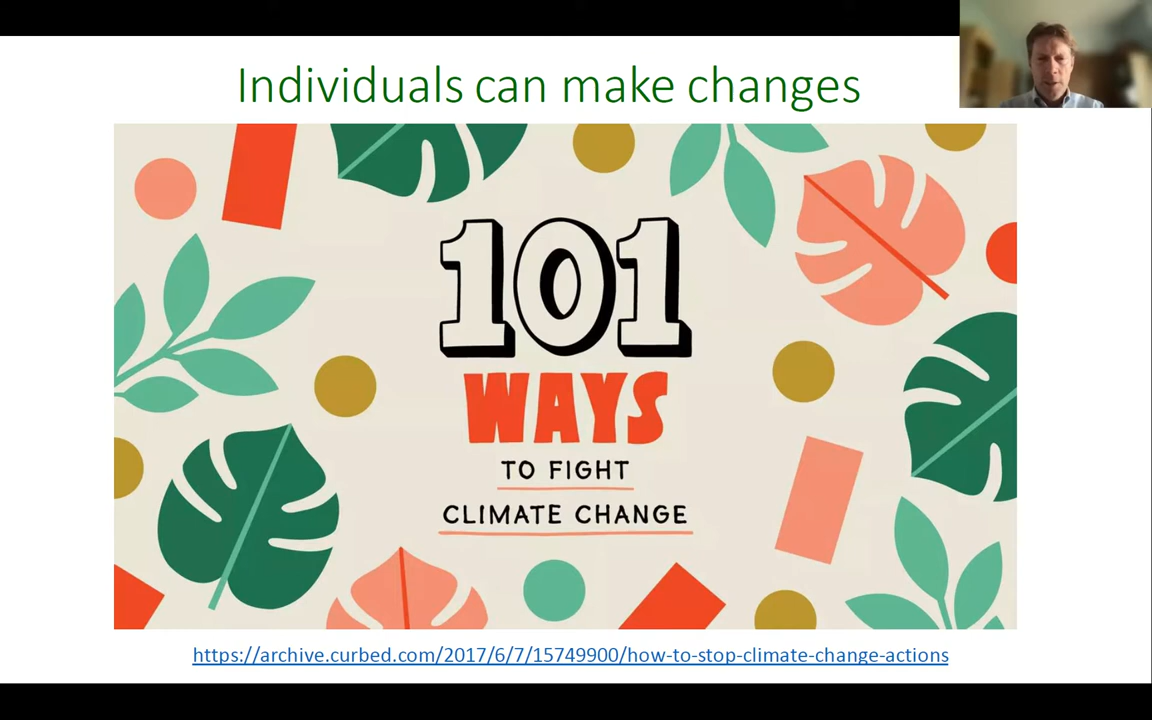 Individuals can make changes
101
WAYS
TO FIGHT
CLIMATE CHANGE
https://archive.curbed.com/2017/6/7/15749900/how-to-stop-climate-change-actions